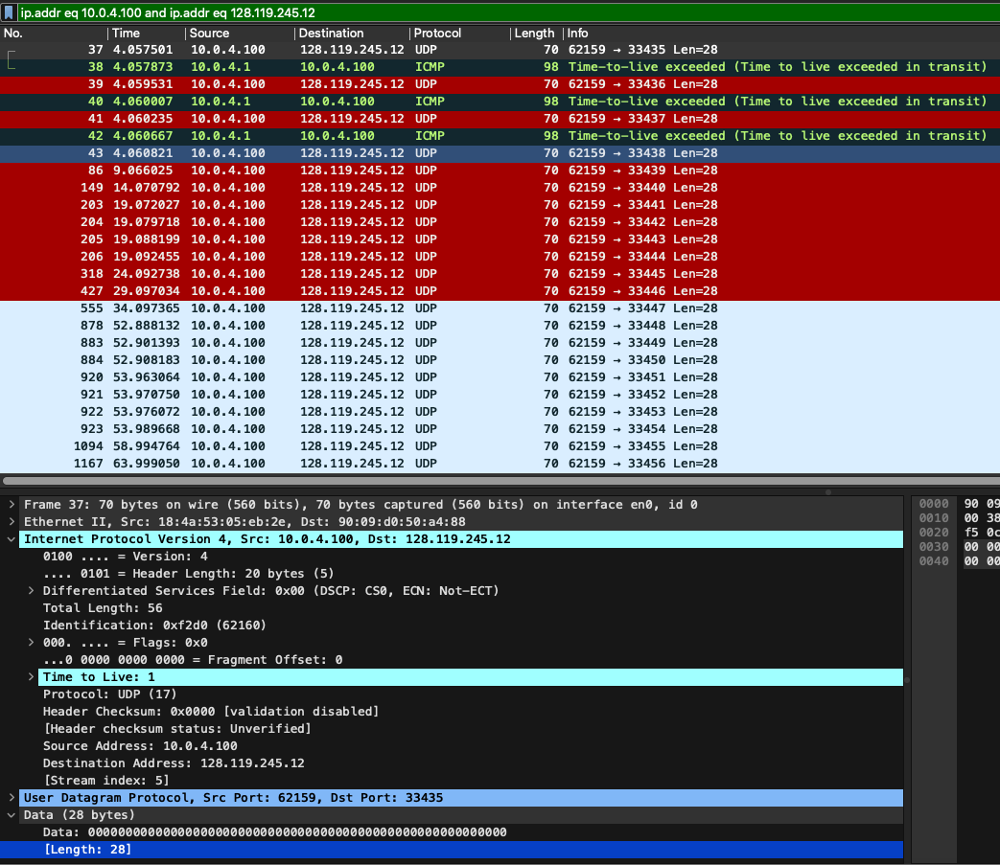 ip.addr eq 10.0.4.100 and ip.addr eq 128.119.245.12
No. Time Source Destination Protocol Length Info
37 4.057501 10.0.4.100 128.119.245.12 UDP 70 62159 → 33435 Len=28
38 4.057873 10.0.4.1 10.0.4.100 ICMP 98 Time-to-live exceeded (Time to live exceeded in transit)
39 4.059531 10.0.4.100 128.119.245.12 UDP 70 62159 → 33436 Len=28
40 4.060007 10.0.4.1 10.0.4.100 ICMP 98 Time-to-live exceeded (Time to live exceeded in transit)
41 4.060235 10.0.4.100 128.119.245.12 UDP 70 62159 → 33437 Len=28
42 4.060667 10.0.4.1 10.0.4.100 ICMP 98 Time-to-live exceeded (Time to live exceeded in transit)
43 4.060821 10.0.4.100 128.119.245.12 UDP 70 62159 → 33438 Len=28
86 9.066025 10.0.4.100 128.119.245.12 UDP 70 62159 → 33439 Len=28
149 14.070792 10.0.4.100 128.119.245.12 UDP 70 62159 → 33440 Len=28
203 19.072027 10.0.4.100 128.119.245.12 UDP 70 62159 → 33441 Len=28
204 19.079718 10.0.4.100 128.119.245.12 UDP 70 62159 → 33442 Len=28
205 19.088199 10.0.4.100 128.119.245.12 UDP 70 62159 → 33443 Len=28
206 19.092455 10.0.4.100 128.119.245.12 UDP 70 62159 → 33444 Len=28
318 24.092738 10.0.4.100 128.119.245.12 UDP 70 62159 → 33445 Len=28
427 29.097034 10.0.4.100 128.119.245.12 UDP 70 62159 → 33446 Len=28
555 34.097365 10.0.4.100 128.119.245.12 UDP 70 62159 → 33447 Len=28
878 52.888132 10.0.4.100 128.119.245.12 UDP 70 62159 → 33448 Len=28
883 52.901393 10.0.4.100 128.119.245.12 UDP 70 62159 → 33449 Len=28
884 52.908183 10.0.4.100 128.119.245.12 UDP 70 62159 → 33450 Len=28
920 53.963064 10.0.4.100 128.119.245.12 UDP 70 62159 → 33451 Len=28
921 53.970750 10.0.4.100 128.119.245.12 UDP 70 62159 → 33452 Len=28
922 53.976072 10.0.4.100 128.119.245.12 UDP 70 62159 → 33453 Len=28
923 53.989668 10.0.4.100 128.119.245.12 UDP 70 62159 → 33454 Len=28
1094 58.994764 10.0.4.100 128.119.245.12 UDP 70 62159 → 33455 Len=28
1167 63.999050 10.0.4.100 128.119.245.12 UDP 70 62159 → 33456 Len=28
Frame 37: 70 bytes on wire (560 bits), 70 bytes captured (560 bits) on interface en0, id 0
Ethernet II, Src: 18:4a:53:05:eb:2e, Dst: 90:09:d0:50:a4:88
Internet Protocol Version 4, Src: 10.0.4.100, Dst: 128.119.245.12
0100 .... = Version: 4
.... 0101 = Header Length: 20 bytes (5)
Differentiated Services Field: 0x00 (DSCP: CS0, ECN: Not-ECT)
Total Length: 56
Identification: 0xf2d0 (62160)
000. .... = Flags: 0x0
...0 0000 0000 0000 = Fragment Offset: 0
Time to Live: 1
Protocol: UDP (17)
Header Checksum: 0x0000 [validation disabled]
[Header checksum status: Unverified]
Source Address: 10.0.4.100
Destination Address: 128.119.245.12
[Stream index: 5]
User Datagram Protocol, Src Port: 62159, Dst Port: 33435
Data (28 bytes)
Data: 00000000000000000000000000000000000000000000000000000000
[Length: 28]
0000 90 09
0010 00 38
0020 f5 0c
0030 00 00
0040 00 00